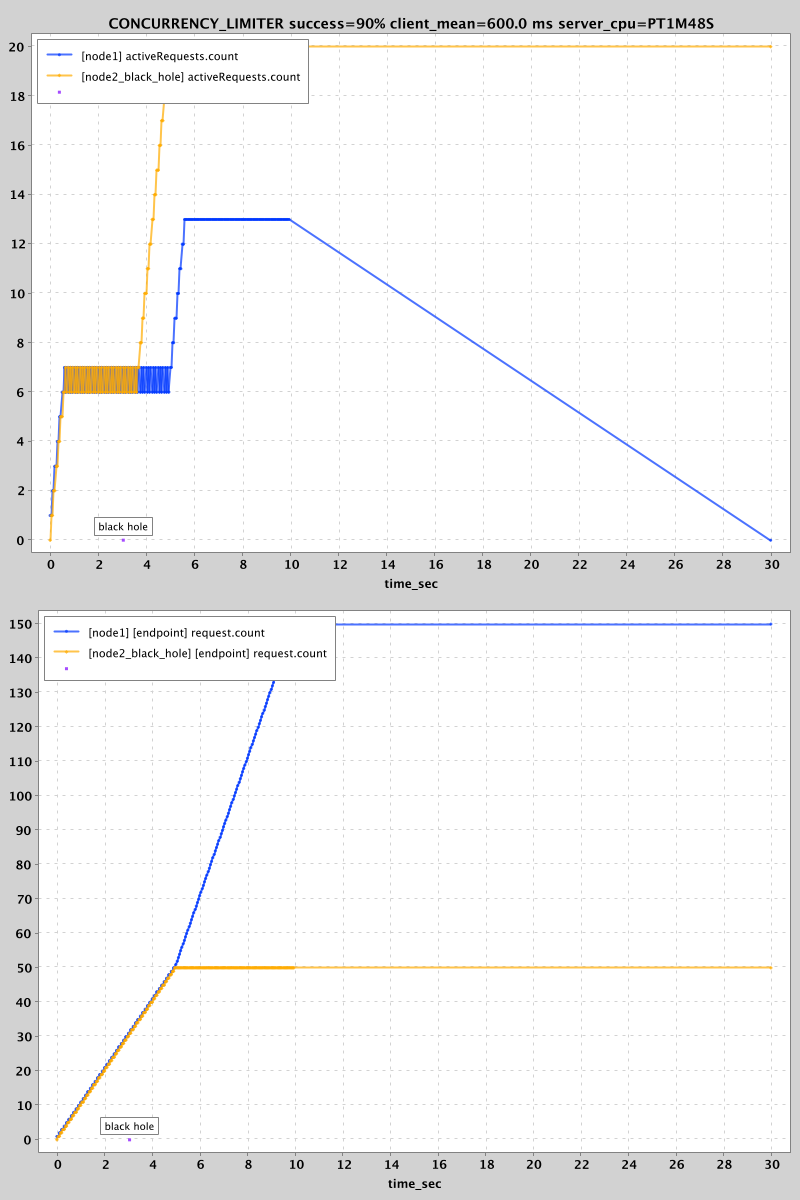 CONCURRENCY_LIMITER success=90% client_mean=600.0 ms server_cpu=PT1M48S
[node1] activeRequests.count
[node2_black_hole] activeRequests.count
20
18
16
14
12
10
8
6
4
2
0
black hole
0 2 4 6 8 10 12 14 16 18 20 22 24 26 28 30
time_sec
[node1] [endpoint] request.count
[node2_black_hole] [endpoint] request.count
150
140
130
120
110
100
90
80
70
60
50
40
30
20
10
0
black hole
0 2 4 6 8 10 12 14 16 18 20 22 24 26 28 30
time_sec